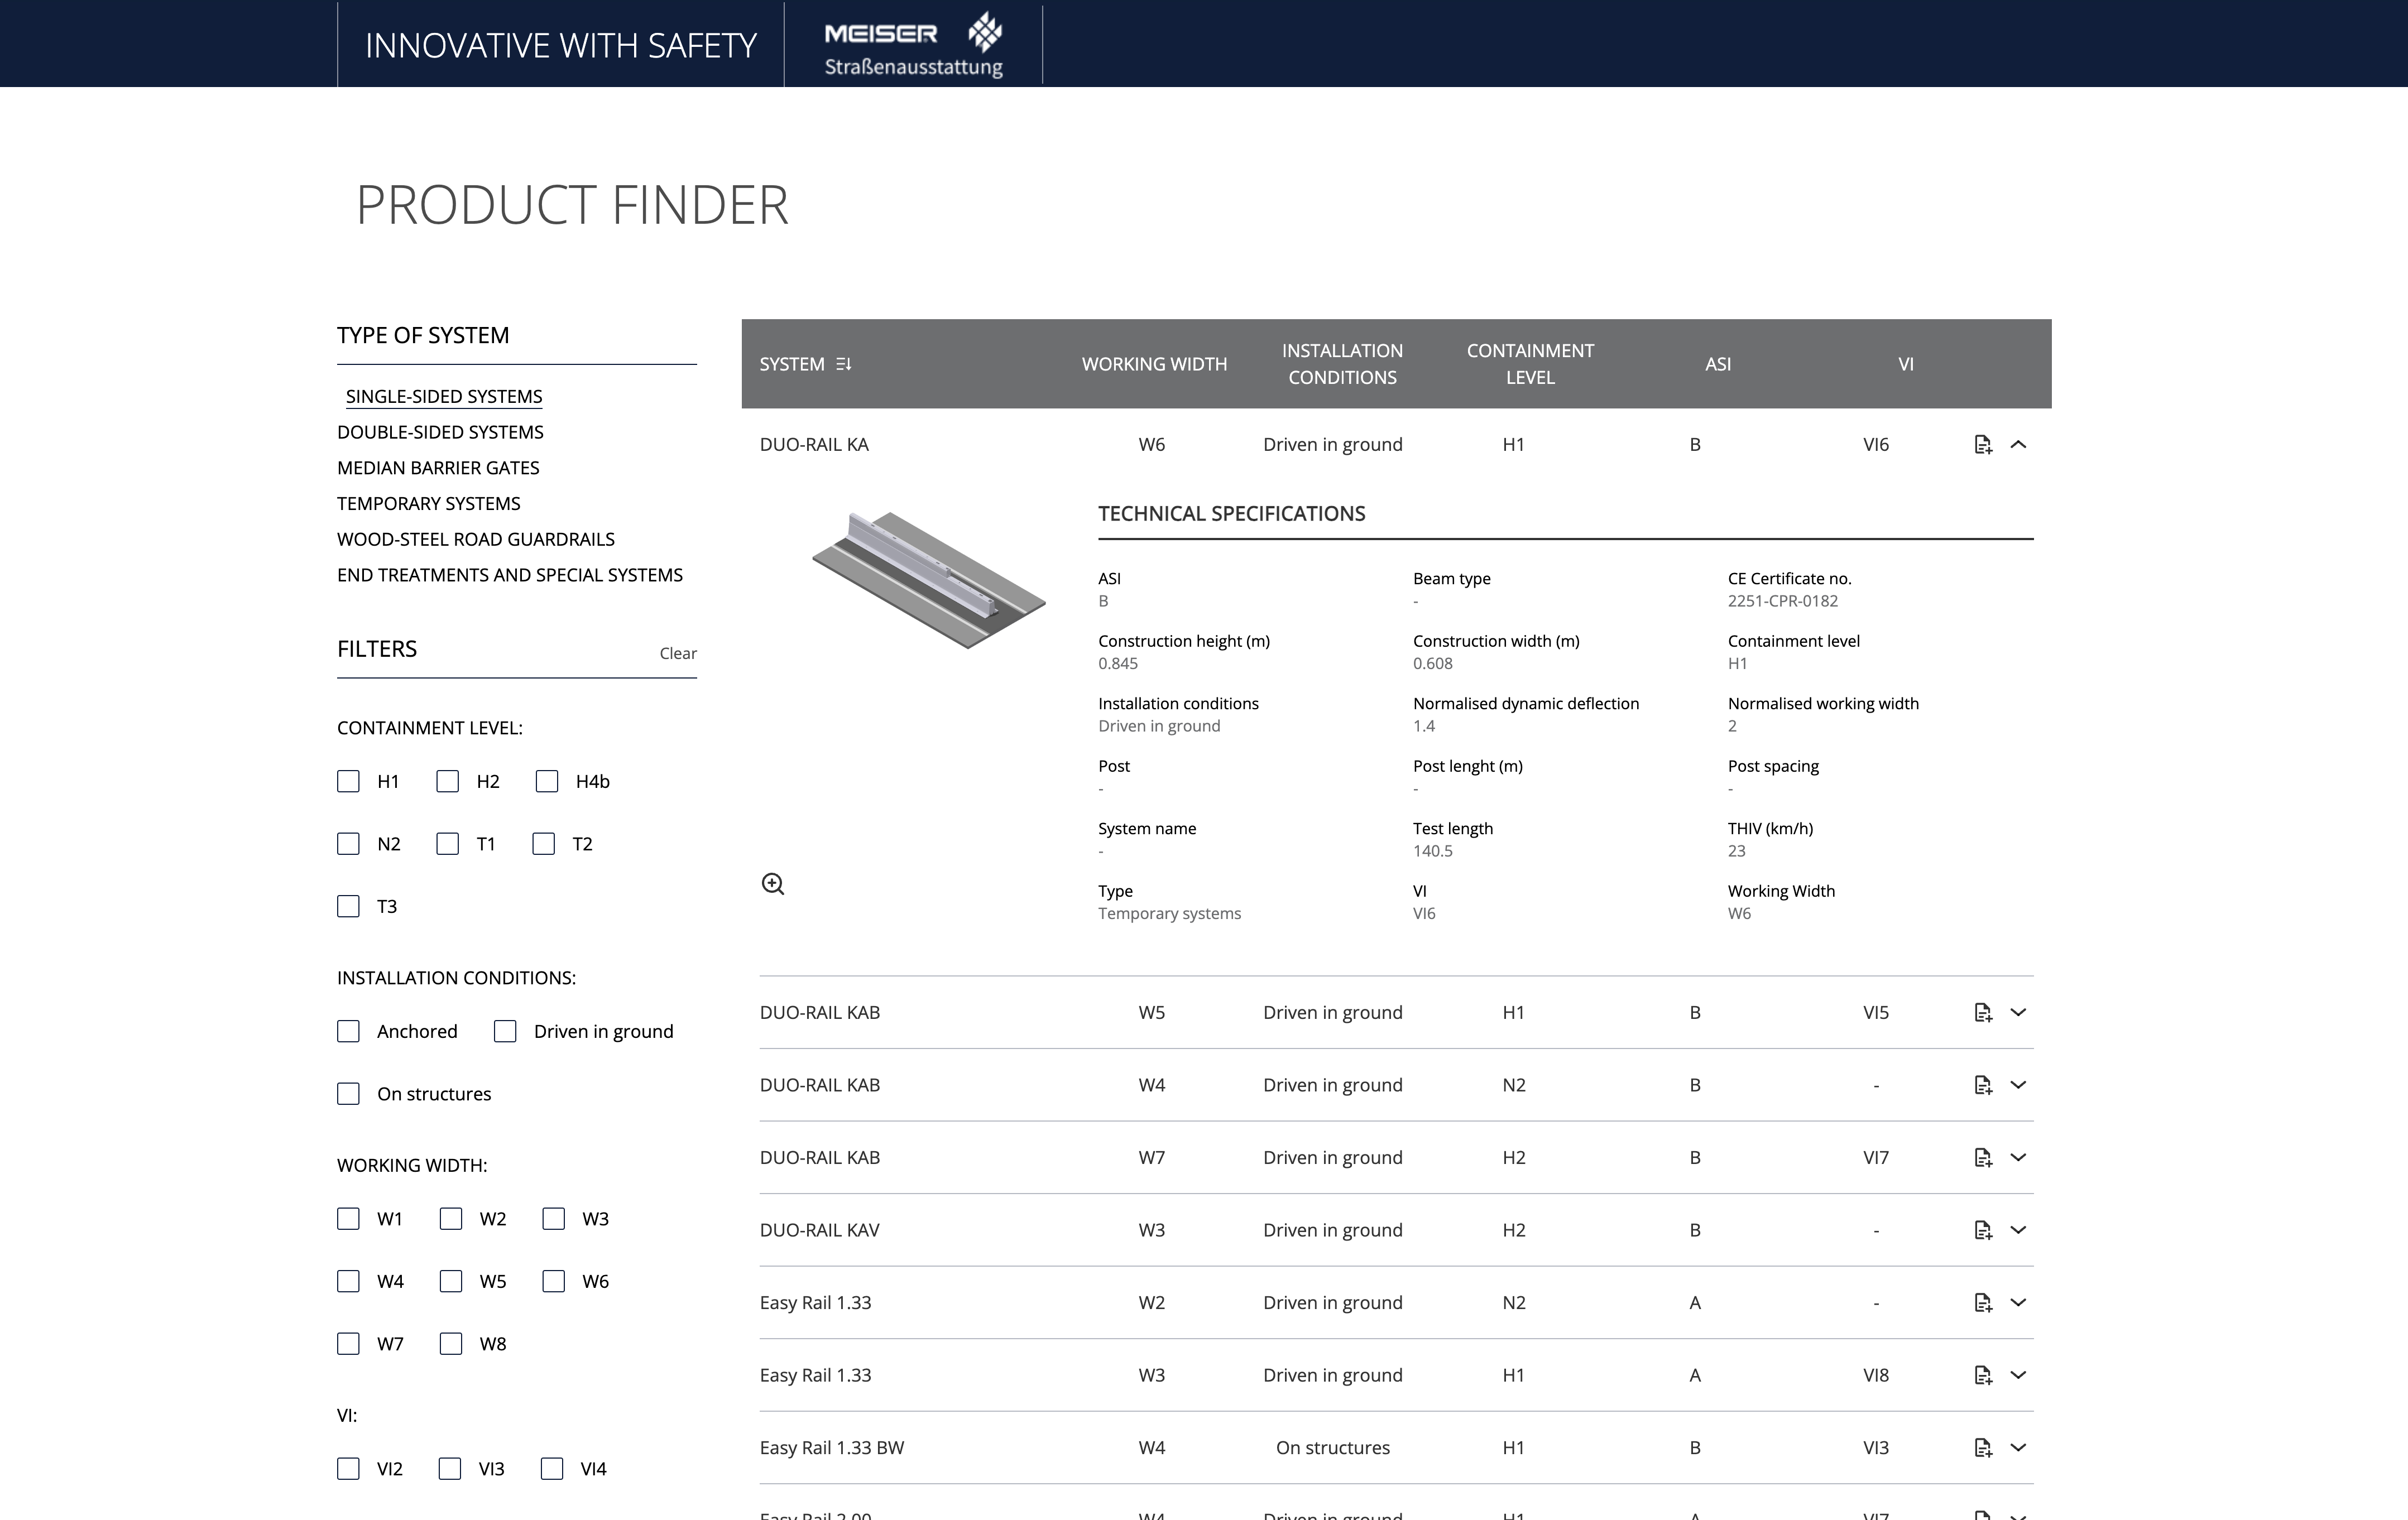 INNOVATIVE WITH SAFETY
MEISER
Straßenausstattung
PRODUCT FINDER
TYPE OF SYSTEM
SINGLE-SIDED SYSTEMS
DOUBLE-SIDED SYSTEMS
MEDIAN BARRIER GATES
TEMPORARY SYSTEMS
WOOD-STEEL ROAD GUARDRAILS
END TREATMENTS AND SPECIAL SYSTEMS
FILTERS Clear
CONTAINMENT LEVEL:
H1 H2 H4b
N2 T1 T2
T3
INSTALLATION CONDITIONS:
Anchored Driven in ground
On structures
WORKING WIDTH:
W1 W2 W3
W4 W5 W6
W7 W8
VI:
VI2 VI3 VI4
SYSTEM WORKING WIDTH INSTALLATION CONDITIONS CONTAINMENT LEVEL ASI VI
DUO-RAIL KA W6 Driven in ground H1 B VI6
TECHNICAL SPECIFICATIONS
ASI Beam type CE Certificate no.
B - 2251-CPR-0182
Construction height (m) Construction width (m) Containment level
0.845 0.608 H1
Installation conditions Normalised dynamic deflection Normalised working width
Driven in ground 1.4 2
Post Post lenght (m) Post spacing
- - -
System name Test length THIV (km/h)
- 140.5 23
Type VI Working Width
Temporary systems VI6 W6
DUO-RAIL KAB W5 Driven in ground H1 B VI5
DUO-RAIL KAB W4 Driven in ground N2 B -
DUO-RAIL KAB W7 Driven in ground H2 B VI7
DUO-RAIL KAV W3 Driven in ground H2 B -
Easy Rail 1.33 W2 Driven in ground N2 A -
Easy Rail 1.33 W3 Driven in ground H1 A VI8
Easy Rail 1.33 BW W4 On structures H1 B VI3
Easy Rail 2.00 W4 Driven in ground H1 A VI7